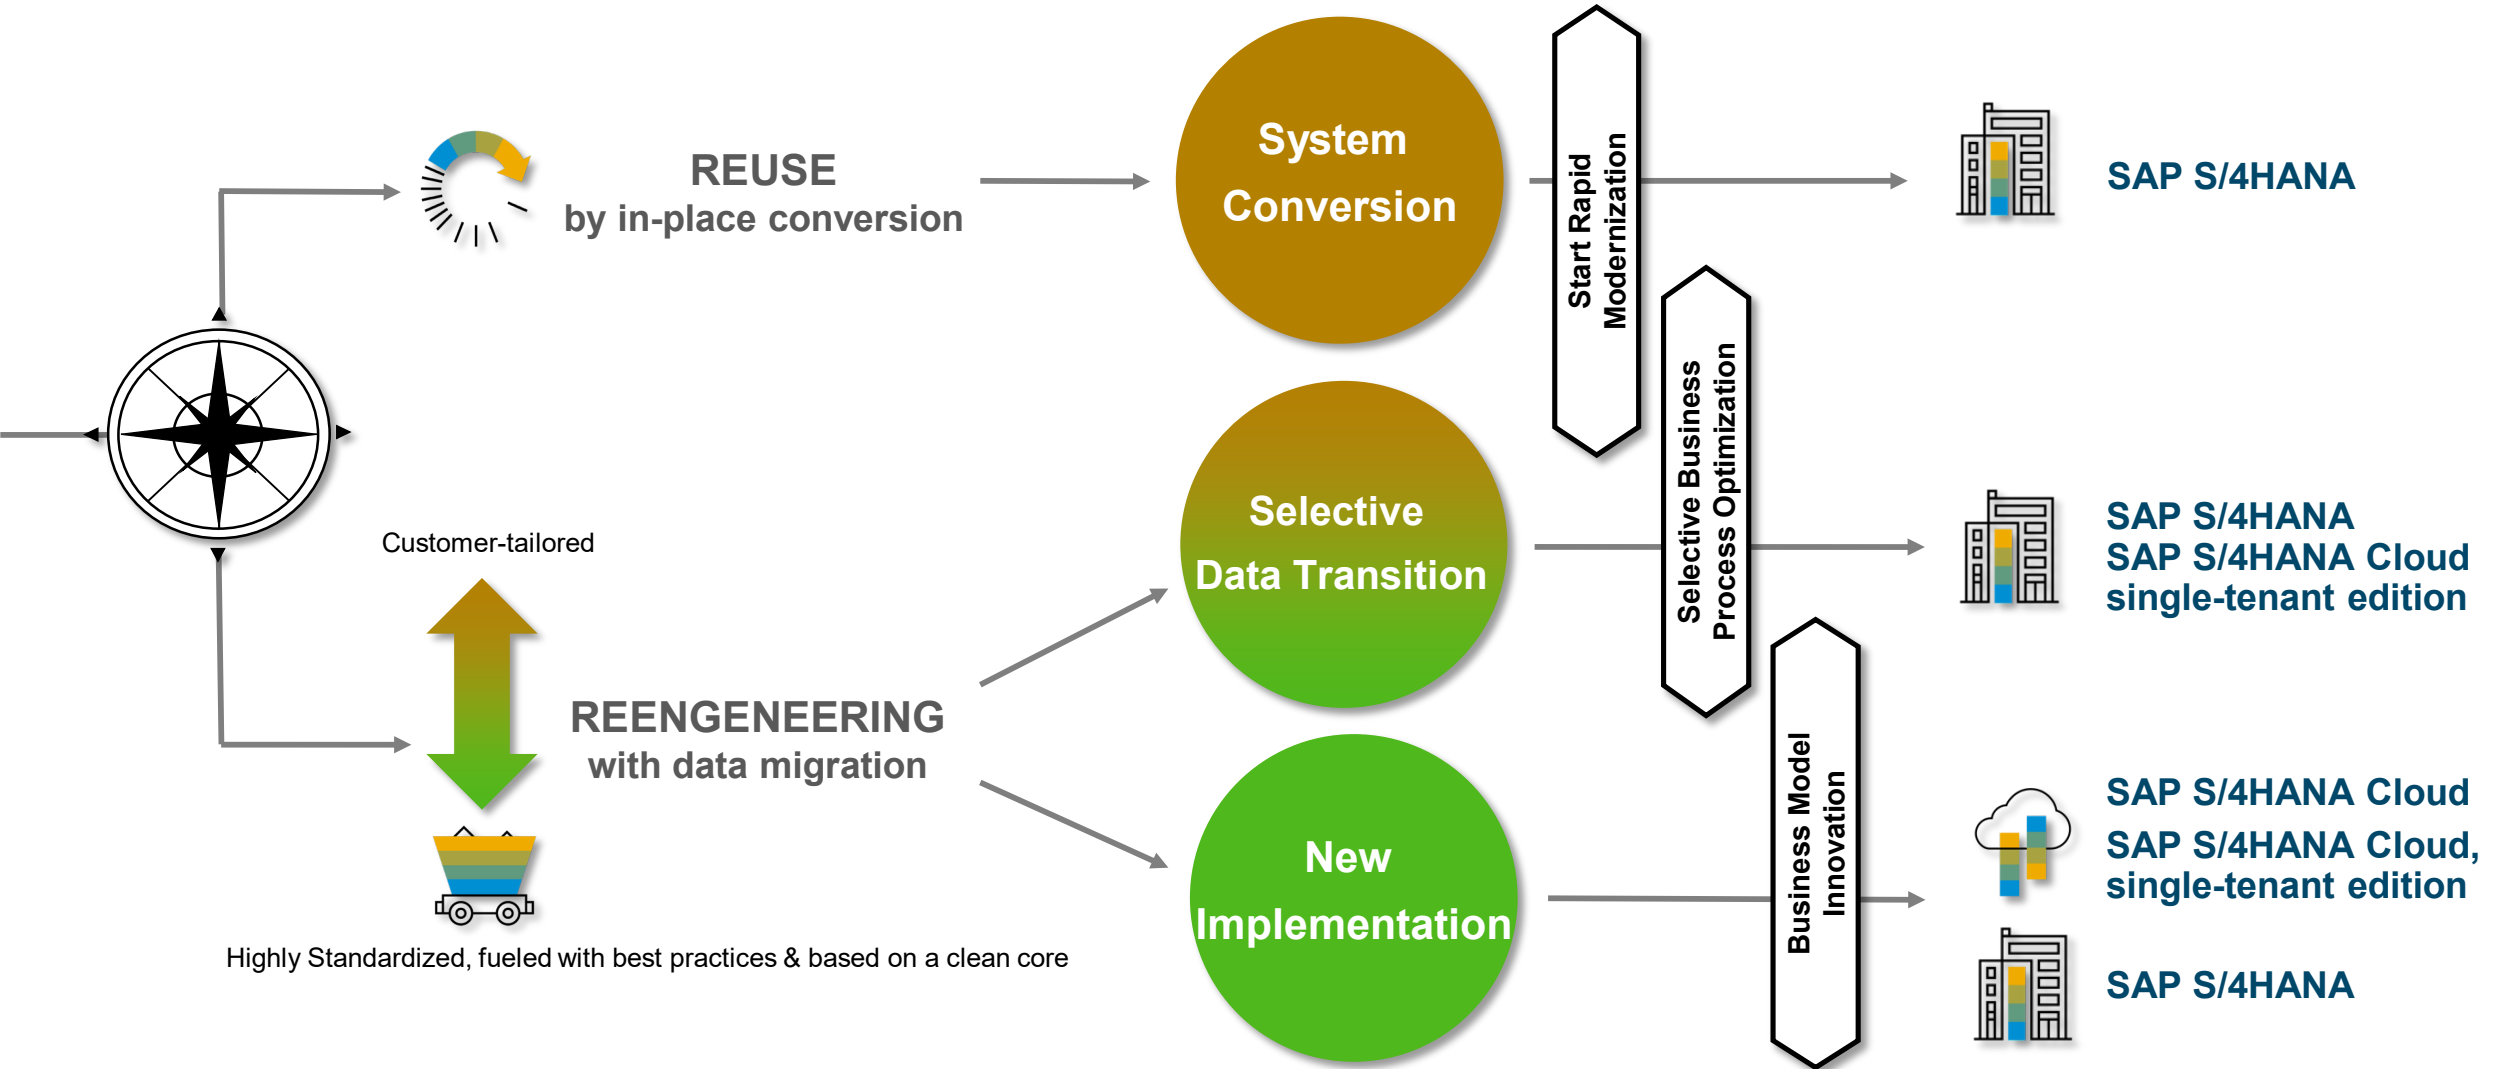 REUSE
by in-place conversion
System
Conversion
Start Rapid
Modernization
SAP S/4HANA
Customer-tailored
REENGENEERING
with data migration
Highly Standardized, fueled with best practices & based on a clean core
Selective
Data Transition
Selective Business
Process Optimization
SAP S/4HANA
SAP S/4HANA Cloud
single-tenant edition
New
Implementation
Business Model
Innovation
SAP S/4HANA Cloud
SAP S/4HANA Cloud,
single-tenant edition
SAP S/4HANA